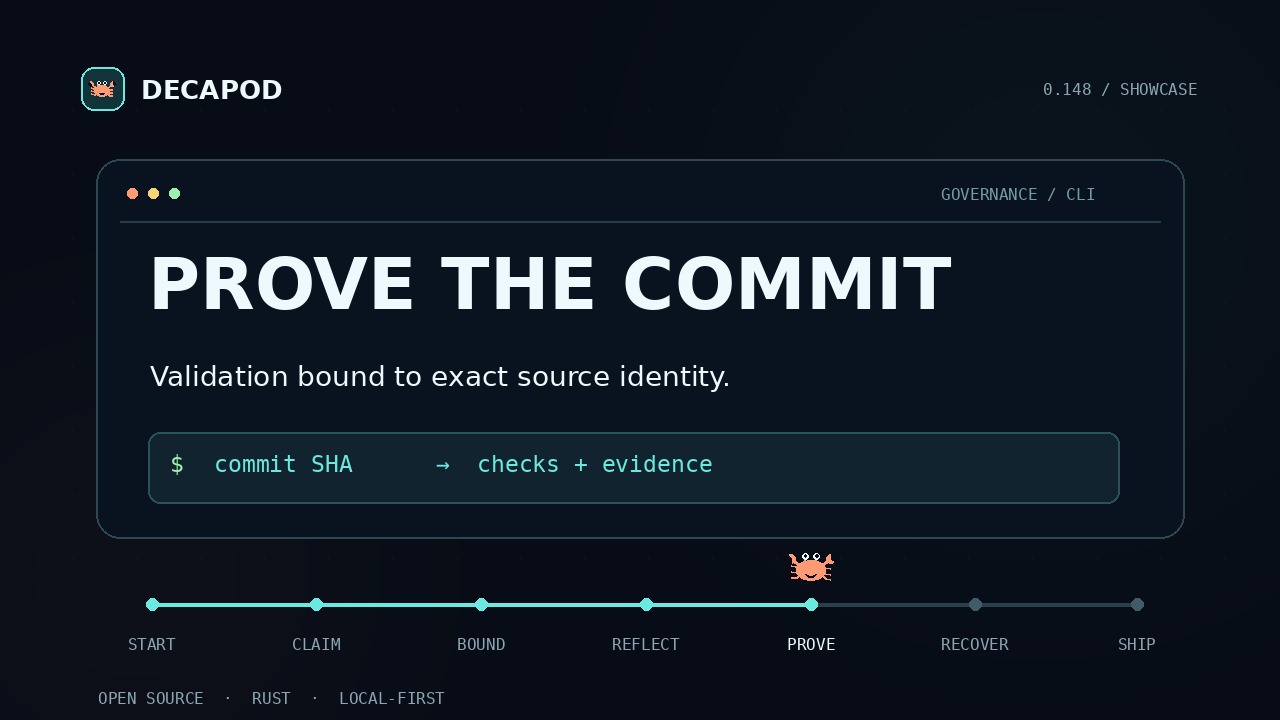 DECAPOD
0.148 / SHOWCASE
GOVERNANCE / CLI
PROVE THE COMMIT
Validation bound to exact source identity.
$ commit SHA → checks + evidence
START CLAIM BOUND REFLECT PROVE RECOVER SHIP
OPEN SOURCE · RUST · LOCAL-FIRST